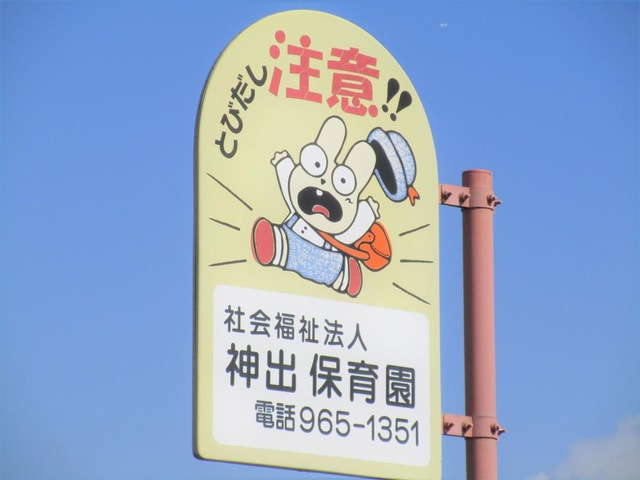 とびだし注意!!
社会福祉法人
神出 保育園
電話965-1351